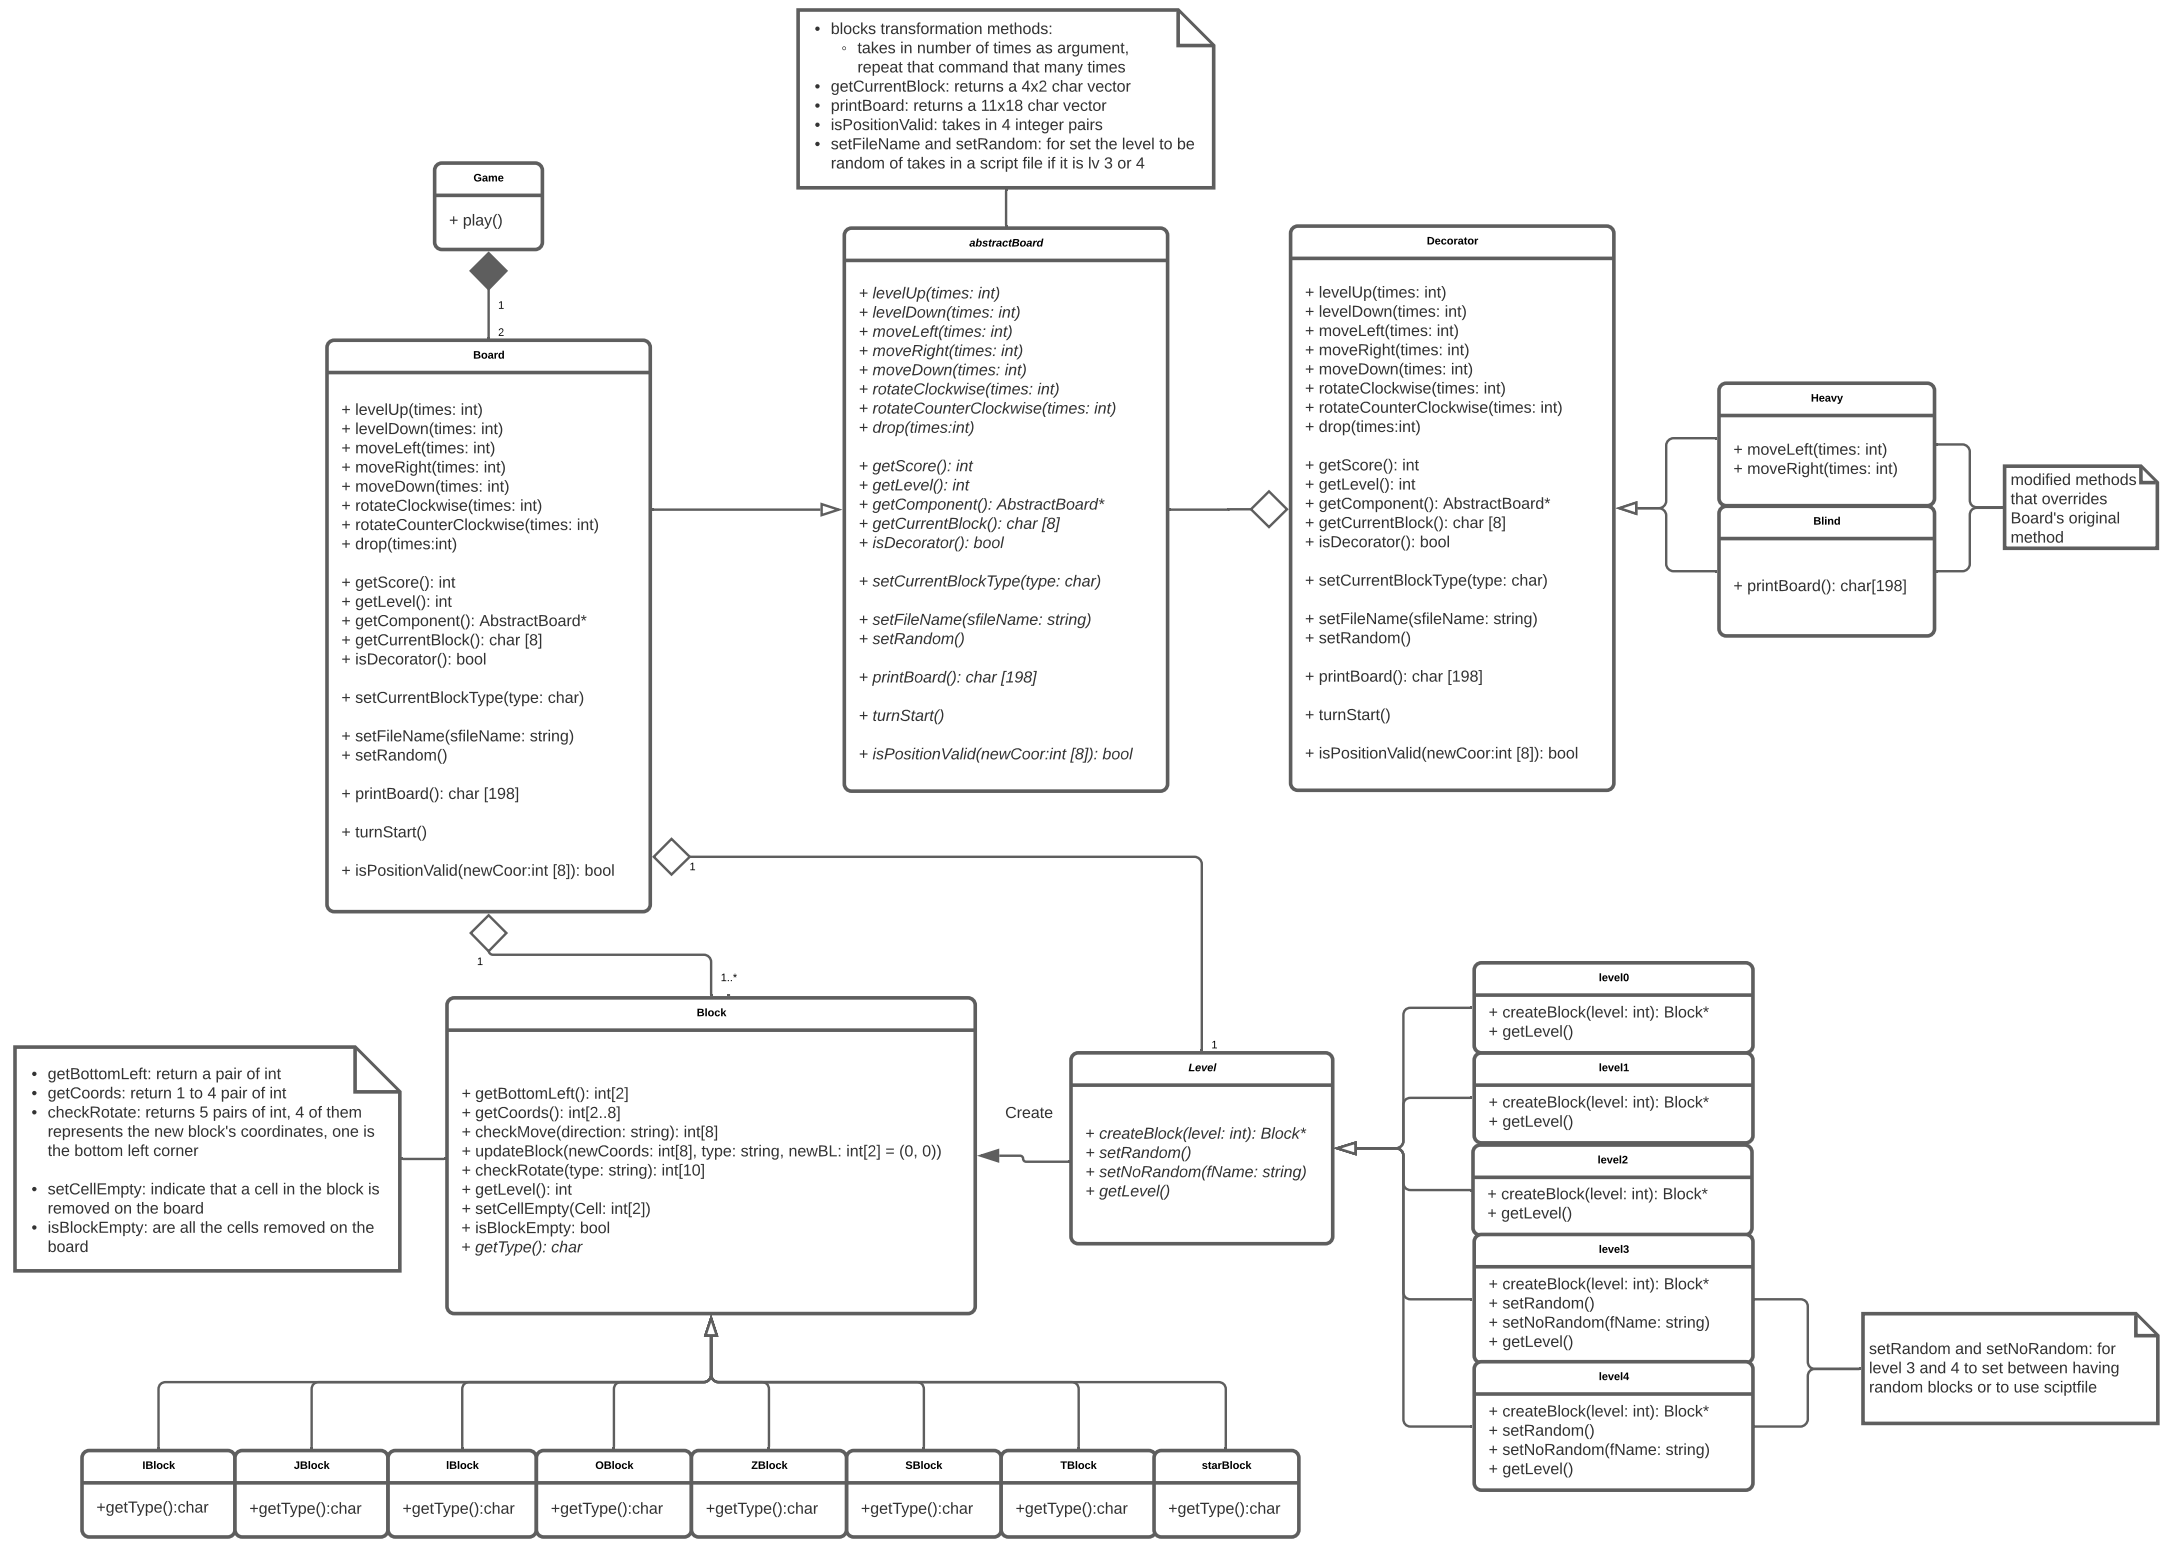 • blocks transformation methods:
◦ takes in number of times as argument,
repeat that command that many times
• getCurrentBlock: returns a 4x2 char vector
• printBoard: returns a 11x18 char vector
• isPositionValid: takes in 4 integer pairs
• setFileName and setRandom: for set the level to be
random of takes in a script file if it is lv 3 or 4
Game
+ play()
1
2
Board
+ levelUp(times: int)
+ levelDown(times: int)
+ moveLeft(times: int)
+ moveRight(times: int)
+ moveDown(times: int)
+ rotateClockwise(times: int)
+ rotateCounterClockwise(times: int)
+ drop(times:int)
+ getScore(): int
+ getLevel(): int
+ getComponent(): AbstractBoard*
+ getCurrentBlock(): char [8]
+ isDecorator(): bool
+ setCurrentBlockType(type: char)
+ setFileName(sfileName: string)
+ setRandom()
+ printBoard(): char [198]
+ turnStart()
+ isPositionValid(newCoor:int [8]): bool
abstractBoard
+ levelUp(times: int)
+ levelDown(times: int)
+ moveLeft(times: int)
+ moveRight(times: int)
+ moveDown(times: int)
+ rotateClockwise(times: int)
+ rotateCounterClockwise(times: int)
+ drop(times:int)
+ getScore(): int
+ getLevel(): int
+ getComponent(): AbstractBoard*
+ getCurrentBlock(): char [8]
+ isDecorator(): bool
+ setCurrentBlockType(type: char)
+ setFileName(sfileName: string)
+ setRandom()
+ printBoard(): char [198]
+ turnStart()
+ isPositionValid(newCoor:int [8]): bool
Decorator
+ levelUp(times: int)
+ levelDown(times: int)
+ moveLeft(times: int)
+ moveRight(times: int)
+ moveDown(times: int)
+ rotateClockwise(times: int)
+ rotateCounterClockwise(times: int)
+ drop(times:int)
+ getScore(): int
+ getLevel(): int
+ getComponent(): AbstractBoard*
+ getCurrentBlock(): char [8]
+ isDecorator(): bool
+ setCurrentBlockType(type: char)
+ setFileName(sfileName: string)
+ setRandom()
+ printBoard(): char [198]
+ turnStart()
+ isPositionValid(newCoor:int [8]): bool
Heavy
+ moveLeft(times: int)
+ moveRight(times: int)
Blind
+ printBoard(): char[198]
modified methods
that overrides
Board's original
method
1
1
1
1..*
Block
+ getBottomLeft(): int[2]
+ getCoords(): int[2..8]
+ checkMove(direction: string): int[8]
+ updateBlock(newCoords: int[8], type: string, newBL: int[2] = (0, 0))
+ checkRotate(type: string): int[10]
+ getLevel(): int
+ setCellEmpty(Cell: int[2])
+ isBlockEmpty: bool
+ getType(): char
• getBottomLeft: return a pair of int
• getCoords: return 1 to 4 pair of int
• checkRotate: returns 5 pairs of int, 4 of them
represents the new block's coordinates, one is
the bottom left corner
• setCellEmpty: indicate that a cell in the block is
removed on the board
• isBlockEmpty: are all the cells removed on the
board
Create
Level
+ createBlock(level: int): Block*
+ setRandom()
+ setNoRandom(fName: string)
+ getLevel()
level0
+ createBlock(level: int): Block*
+ getLevel()
level1
+ createBlock(level: int): Block*
+ getLevel()
level2
+ createBlock(level: int): Block*
+ getLevel()
level3
+ createBlock(level: int): Block*
+ setRandom()
+ setNoRandom(fName: string)
+ getLevel()
level4
+ createBlock(level: int): Block*
+ setRandom()
+ setNoRandom(fName: string)
+ getLevel()
setRandom and setNoRandom: for
level 3 and 4 to set between having
random blocks or to use sciptfile
IBlock
+getType():char
JBlock
+getType():char
lBlock
+getType():char
OBlock
+getType():char
ZBlock
+getType():char
SBlock
+getType():char
TBlock
+getType():char
starBlock
+getType():char